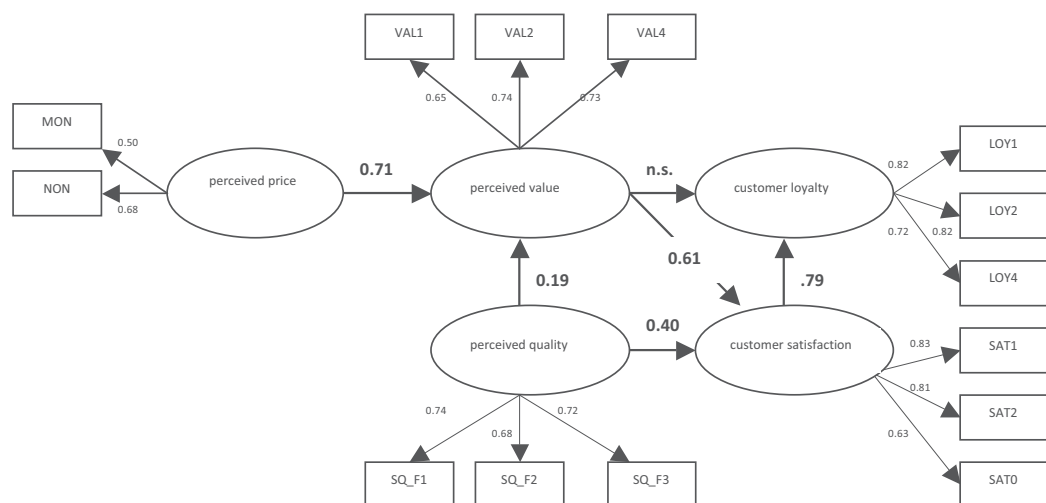 VAL1
VAL2
VAL4
0.65
0.74
0.73
MON
0.50
NON
0.68
perceived price
0.71
perceived value
n.s.
customer loyalty
0.82
LOY1
LOY2
0.72
0.82
LOY4
0.61
0.19
.79
perceived quality
0.40
customer satisfaction
0.83
SAT1
0.81
SAT2
0.63
SAT0
0.74
0.68
0.72
SQ_F1
SQ_F2
SQ_F3